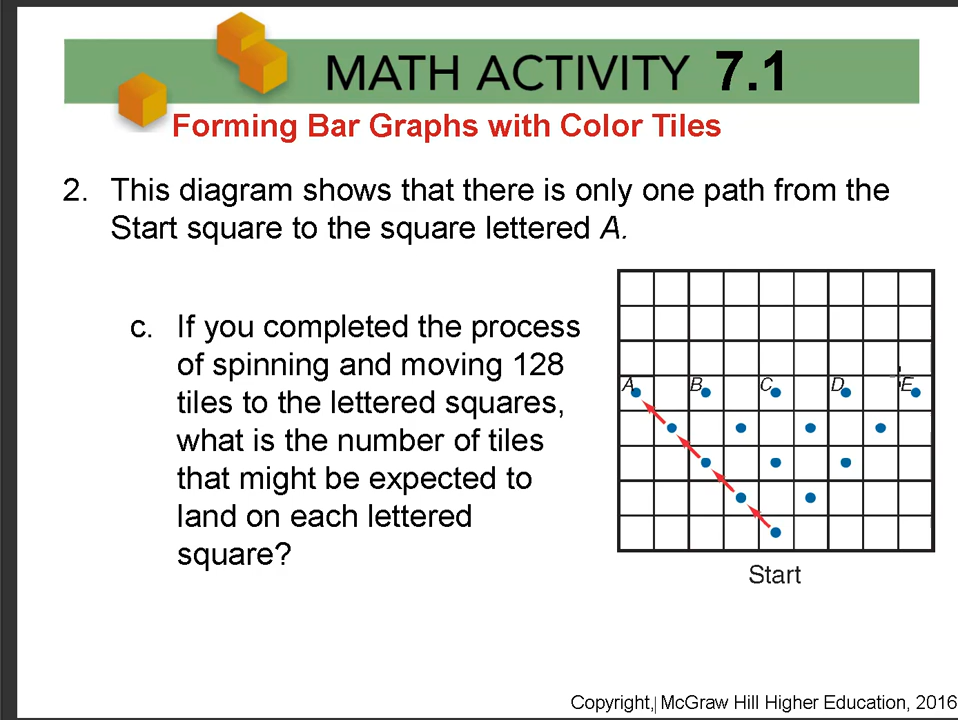 MATH ACTIVITY 7.1
Forming Bar Graphs with Color Tiles
2. This diagram shows that there is only one path from the
Start square to the square lettered A.
c. If you completed the process
of spinning and moving 128
tiles to the lettered squares,
what is the number of tiles
that might be expected to
land on each lettered
square?
A B C D E
Start
Copyright,| McGraw Hill Higher Education, 2016